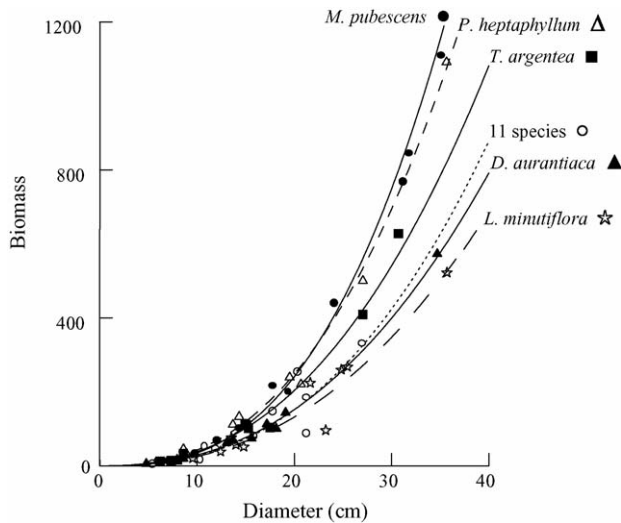 1200
M. pubescens
P. heptaphyllum
T. argentea
800
11 species
D. aurantiaca
L. minutiflora
Biomass
400
0
0 10 20 30 40
Diameter (cm)